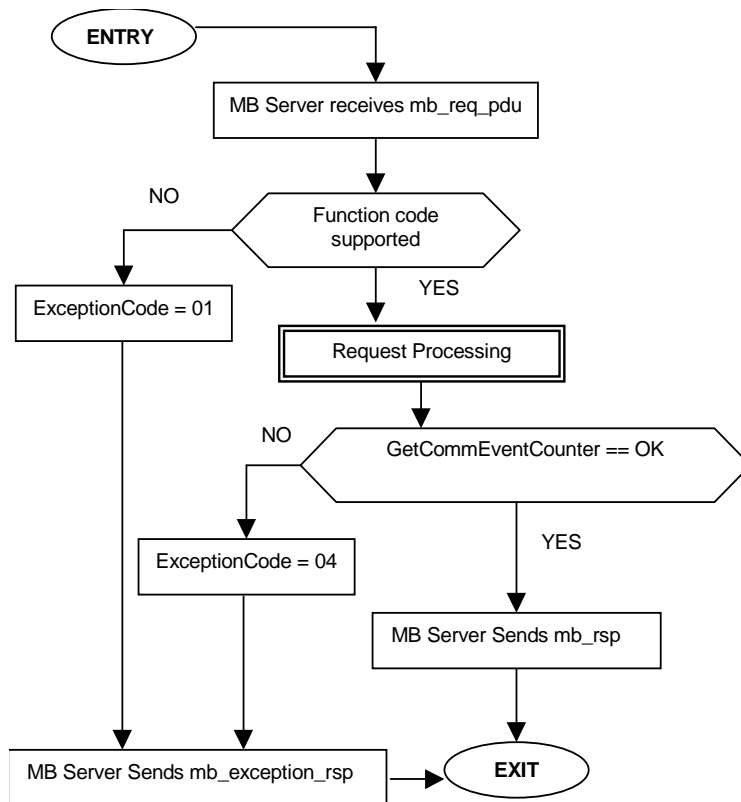 ENTRY
MB Server receives mb_req_pdu
NO
Function code
supported
YES
ExceptionCode = 01
Request Processing
NO
GetCommEventCounter == OK
YES
ExceptionCode = 04
MB Server Sends mb_rsp
MB Server Sends mb_exception_rsp
EXIT